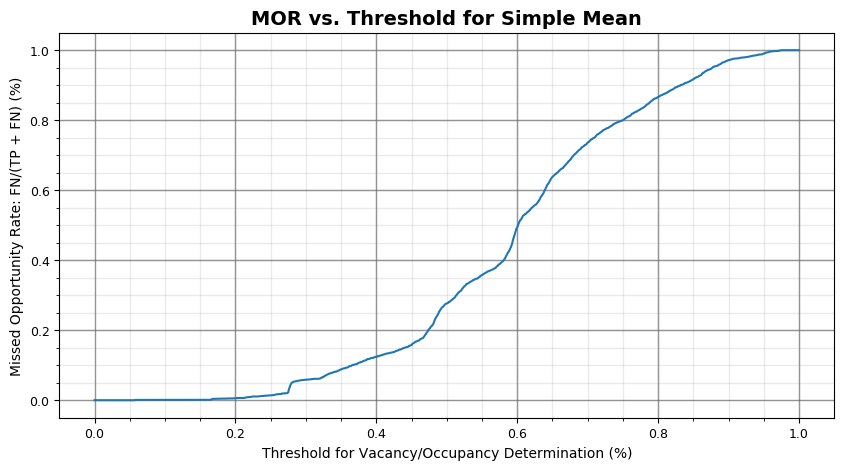 MOR vs. Threshold for Simple Mean
Missed Opportunity Rate: FN/(TP + FN) (%)
1.0
0.8
0.6
0.4
0.2
0.0
0.0 0.2 0.4 0.6 0.8 1.0
Threshold for Vacancy/Occupancy Determination (%)